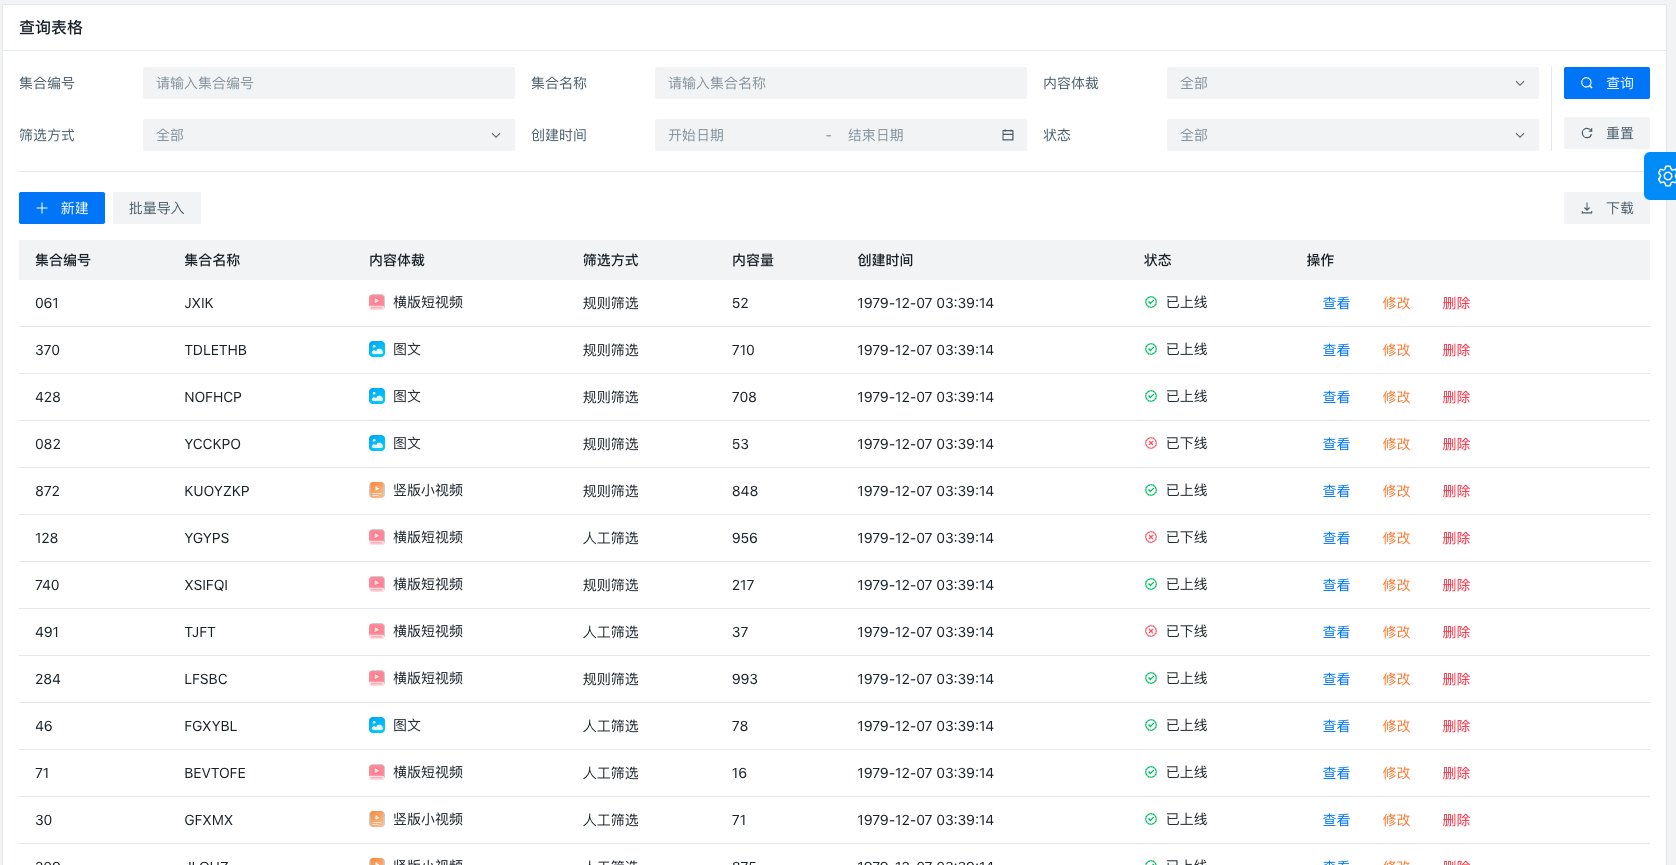 查询表格
集合编号 请输入集合编号 集合名称 请输入集合名称 内容体裁 全部 查询
筛选方式 全部 创建时间 开始日期 - 结束日期 状态 全部 重置
新建 批量导入 下载
集合编号 集合名称 内容体裁 筛选方式 内容量 创建时间 状态 操作
061 JXIK 横版短视频 规则筛选 52 1979-12-07 03:39:14 已上线 查看 修改 删除
370 TDLETHB 图文 规则筛选 710 1979-12-07 03:39:14 已上线 查看 修改 删除
428 NOFHCP 图文 规则筛选 708 1979-12-07 03:39:14 已上线 查看 修改 删除
082 YCCKPO 图文 规则筛选 53 1979-12-07 03:39:14 已下线 查看 修改 删除
872 KUOYZKP 竖版小视频 规则筛选 848 1979-12-07 03:39:14 已上线 查看 修改 删除
128 YGYPS 横版短视频 人工筛选 956 1979-12-07 03:39:14 已下线 查看 修改 删除
740 XSIFQI 横版短视频 规则筛选 217 1979-12-07 03:39:14 已上线 查看 修改 删除
491 TJFT 横版短视频 人工筛选 37 1979-12-07 03:39:14 已下线 查看 修改 删除
284 LFSBC 横版短视频 规则筛选 993 1979-12-07 03:39:14 已上线 查看 修改 删除
46 FGXYBL 图文 人工筛选 78 1979-12-07 03:39:14 已上线 查看 修改 删除
71 BEVTOFE 横版短视频 人工筛选 16 1979-12-07 03:39:14 已上线 查看 修改 删除
30 GFXMX 竖版小视频 人工筛选 71 1979-12-07 03:39:14 已上线 查看 修改 删除
竖版小视频 人工筛选 1979-12-07 03:39:14 已上线 查看 修改 删除